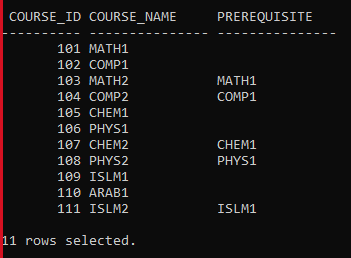 COURSE_ID COURSE_NAME PREREQUISITE
---------- --------------- ---------------
101 MATH1
102 COMP1
103 MATH2 MATH1
104 COMP2 COMP1
105 CHEM1
106 PHYS1
107 CHEM2 CHEM1
108 PHYS2 PHYS1
109 ISLM1
110 ARAB1
111 ISLM2 ISLM1
11 rows selected.